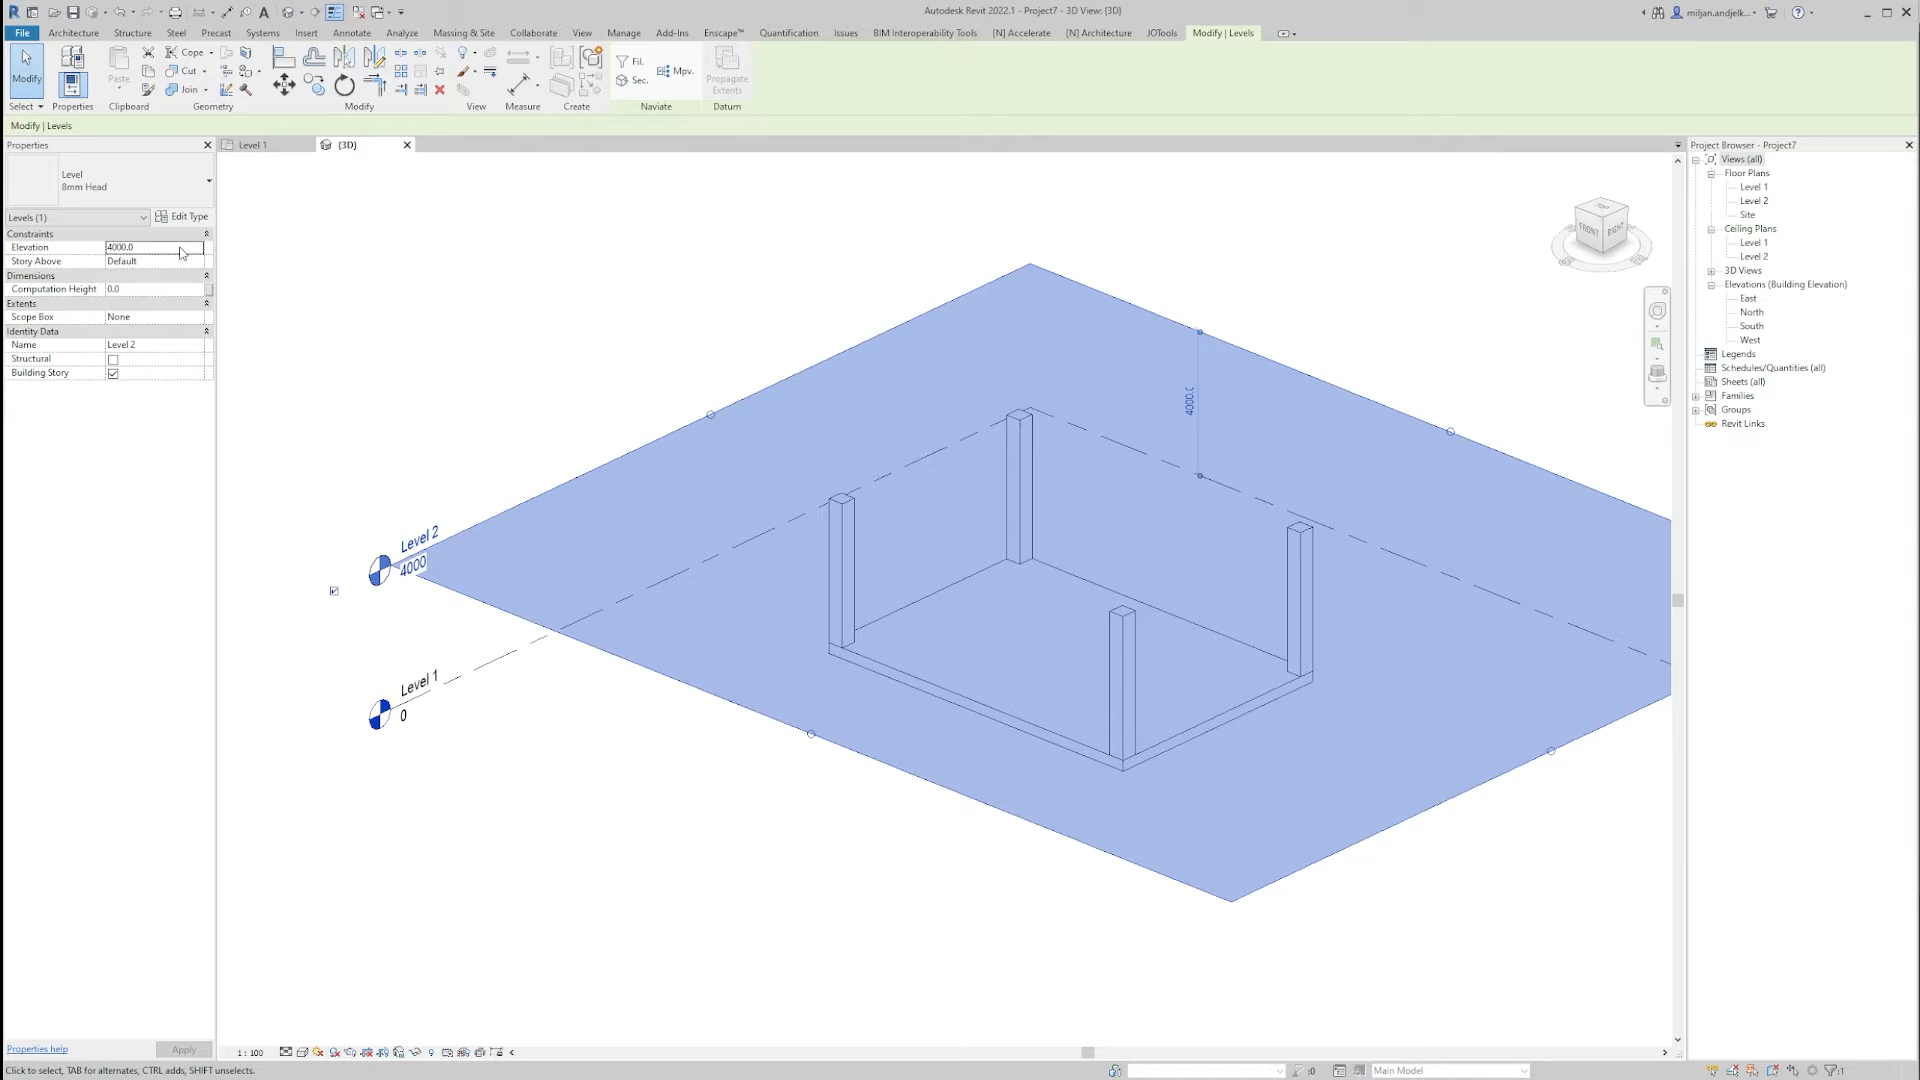 Autodesk Revit 2022.1 - Project7 - 3D View: {3D}
miljan.andjelk...
File Architecture Structure Steel Precast Systems Insert Annotate Analyze Massing & Site Collaborate View Manage Add-Ins Enscape™ Quantification Issues BIM Interoperability Tools [N] Accelerate [N] Architecture JOTools Modify | Levels
Cope
Fil.
Modify Paste Cut Mpv. Propagate
Sec. Extents
Join
Select Properties Clipboard Geometry Modify View Measure Create Naviate Datum
Modify | Levels
Properties
Level 1
{3D}
Project Browser - Project7
Level
8mm Head
Levels (1)
Edit Type
Constraints
Elevation 4000.0
Story Above Default
Dimensions
Computation Height 0.0
Extents
Scope Box None
Identity Data
Name Level 2
Structural
Building Story
Properties help
Apply
TOP
FRONT
RIGHT
4000.0
Level 2
4000
Level 1
0
Views (all)
Floor Plans
Level 1
Level 2
Site
Ceiling Plans
Level 1
Level 2
3D Views
Elevations (Building Elevation)
East
North
South
West
Legends
Schedules/Quantities (all)
Sheets (all)
Families
Groups
Revit Links
1 : 100
Click to select, TAB for alternates, CTRL adds, SHIFT unselects.
:0
Main Model
:1